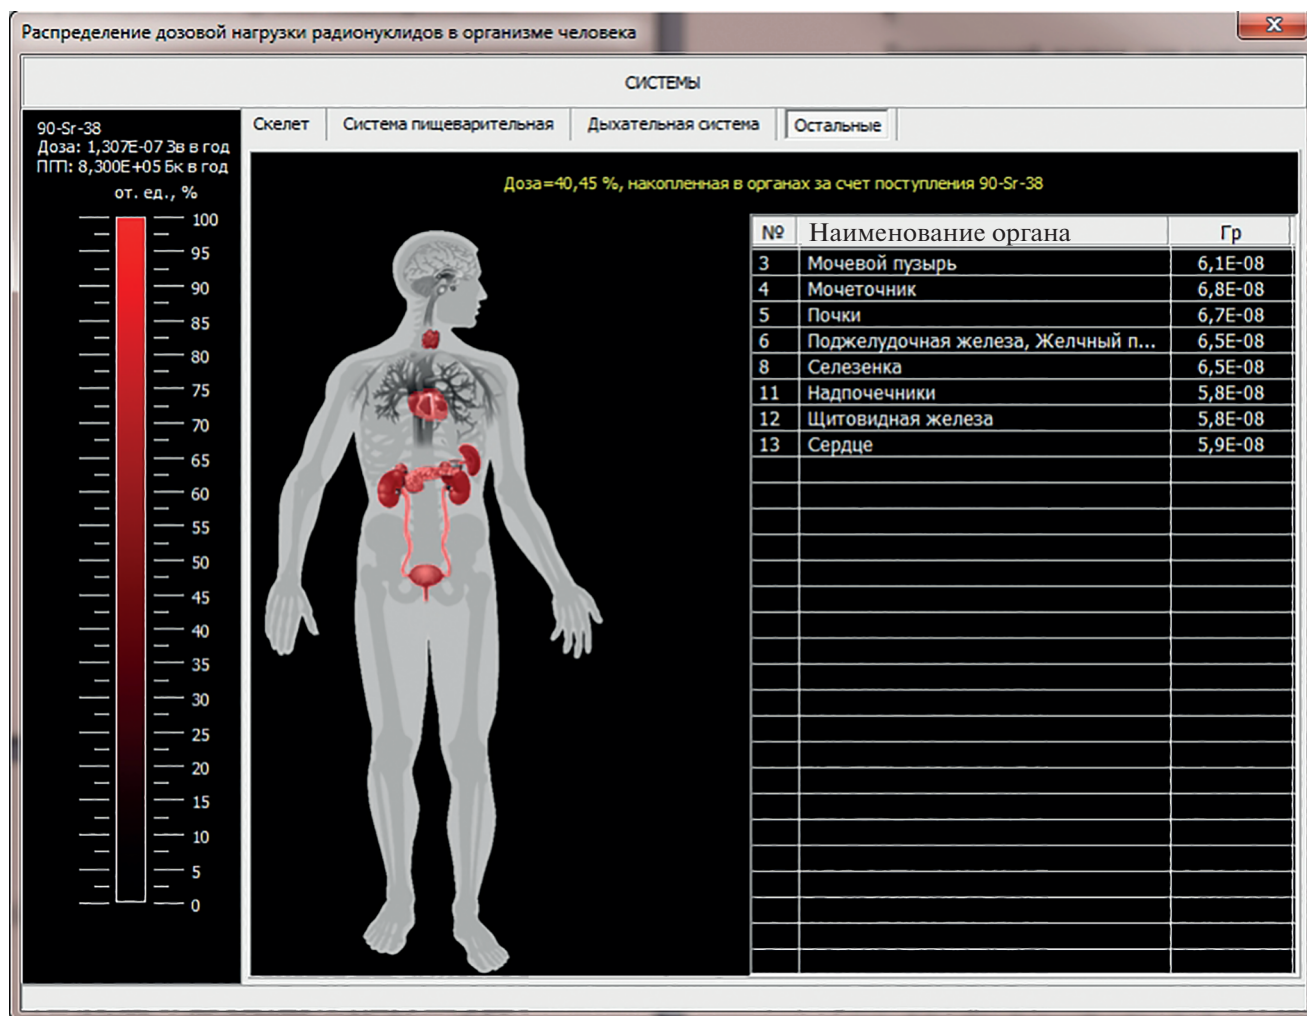 Распределение дозовой нагрузки радионуклидов в организме человека
СИСТЕМЫ
90-Sr-38
Доза: 1,307E-07 Зв в год
ПГП: 8,300E+05 Бк в год
от. ед., %
100
95
90
85
80
75
70
65
60
55
50
45
40
35
30
25
20
15
10
5
0
Скелет Система пищеварительная Дыхательная система Остальные
Доза=40,45 %, накопленная в органах за счет поступления 90-Sr-38
№ Наименование органа Гр
3 Мочевой пузырь 6,1E-08
4 Мочеточник 6,8E-08
5 Почки 6,7E-08
6 Поджелудочная железа, Желчный п... 6,5E-08
8 Селезенка 6,5E-08
11 Надпочечники 5,8E-08
12 Щитовидная железа 5,8E-08
13 Сердце 5,9E-08